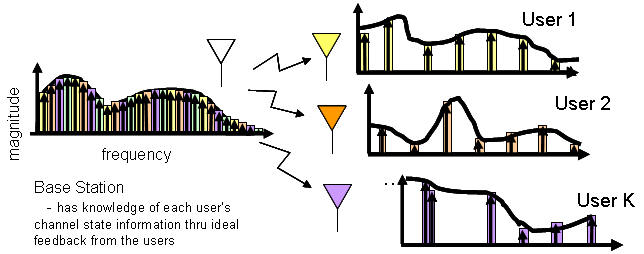 User 1
magnitude
User 2
frequency
Base Station
- has knowledge of each user's
channel state information thru ideal
feedback from the users
...
User K